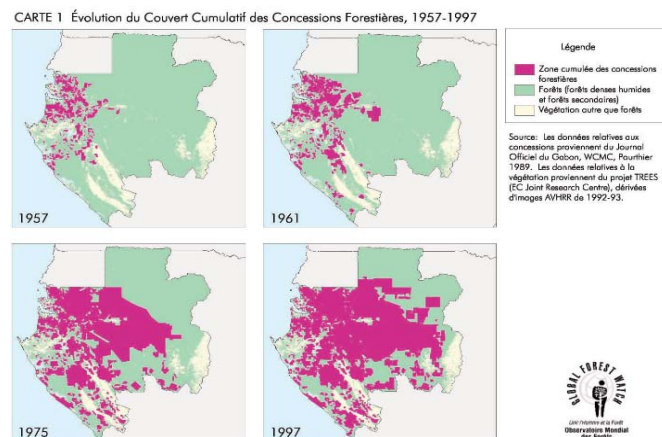 CARTE 1 Évolution du Couvert Cumulatif des Concessions Forestières, 1957-1997
1957
1961
Légende
Zone cumulée des concessions
forestières
Forêts (forêts denses humides
et forêts secondaires)
Végétation autre que forêts
Source: Les données relatives aux
concessions proviennent du Journal
Officiel du Gabon, WCMC, Pourthier
1989. Les données relatives à la
végétation proviennent du projet TREES
(EC Joint Research Centre), dérivées
d'images AVHRR de 1992-93.
1975
1997
GLOBAL FOREST WATCH
Observatoire Mondial
des Forêts